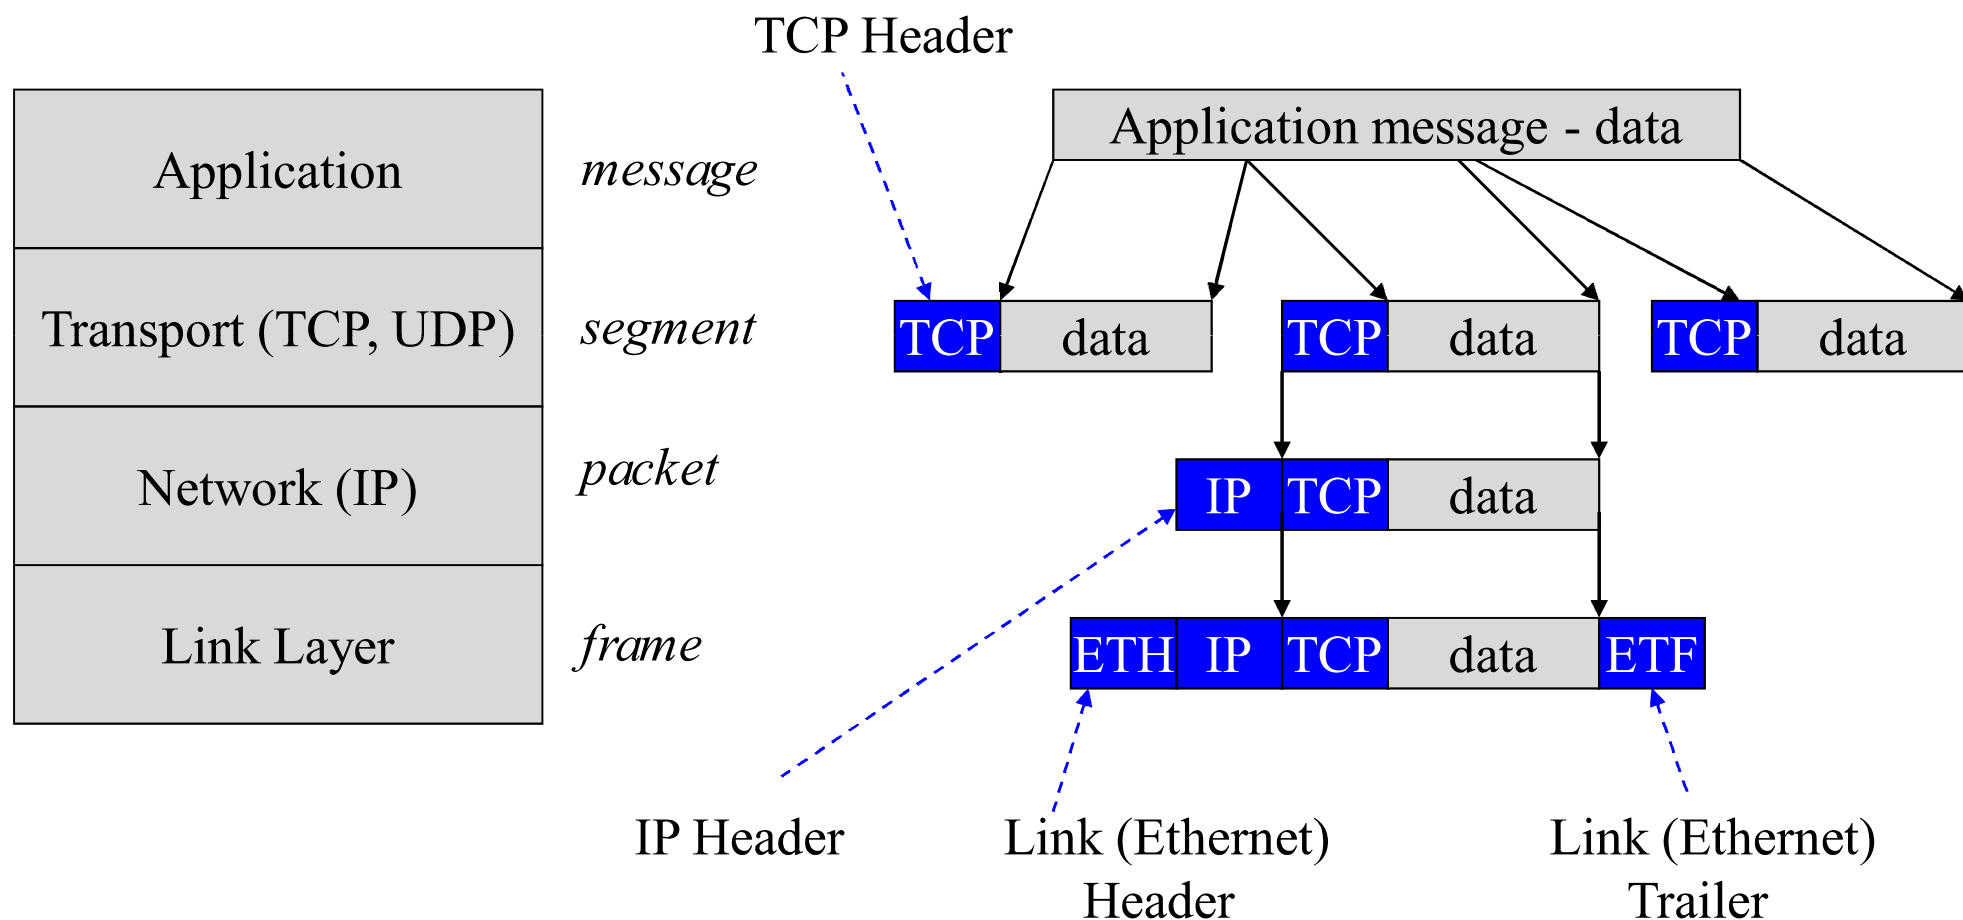 TCP Header
Application message - data
Application
message
Transport (TCP, UDP)
segment
TCP data TCP data TCP data
Network (IP)
packet
IP TCP data
Link Layer
frame
ETH IP TCP data ETF
IP Header
Link (Ethernet)
Header
Link (Ethernet)
Trailer